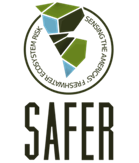 SENSING THE AMERICAS' FRESHWATER ECOSYSTEM RISK
SAFER